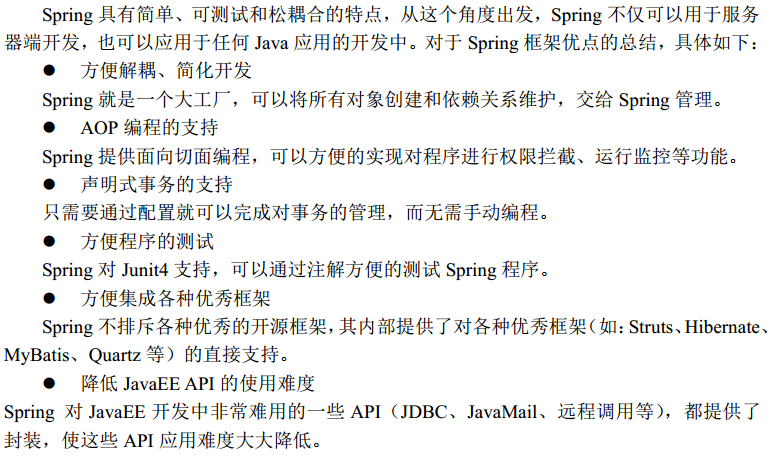 Spring 具有简单、可测试和松耦合的特点，从这个角度出发，Spring 不仅可以用于服务
器端开发，也可以应用于任何 Java 应用的开发中。对于 Spring 框架优点的总结，具体如下：
● 方便解耦、简化开发
Spring 就是一个大工厂，可以将所有对象创建和依赖关系维护，交给 Spring 管理。
● AOP 编程的支持
Spring 提供面向切面编程，可以方便的实现对程序进行权限拦截、运行监控等功能。
● 声明式事务的支持
只需要通过配置就可以完成对事务的管理，而无需手动编程。
● 方便程序的测试
Spring 对 Junit4 支持，可以通过注解方便的测试 Spring 程序。
● 方便集成各种优秀框架
Spring 不排斥各种优秀的开源框架，其内部提供了对各种优秀框架（如：Struts、Hibernate、
MyBatis、Quartz 等）的直接支持。
● 降低 JavaEE API 的使用难度
Spring 对 JavaEE 开发中非常难用的一些 API（JDBC、JavaMail、远程调用等），都提供了
封装，使这些 API 应用难度大大降低。